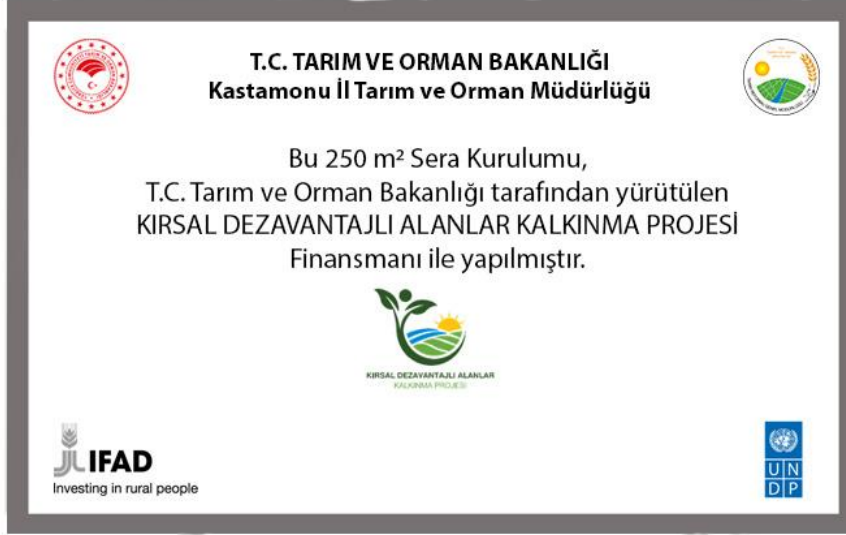 T.C. TARIM VE ORMAN BAKANLIĞI
Kastamonu İl Tarım ve Orman Müdürlüğü
Bu 250 m² Sera Kurulumu,
T.C. Tarım ve Orman Bakanlığı tarafından yürütülen
KIRSAL DEZAVANTAJLI ALANLAR KALKINMA PROJESİ
Finansmanı ile yapılmıştır.
KIRSAL DEZAVANTAJLI ALANLAR
KALKINMA PROJESİ
JL IFAD
Investing in rural people
U N
D P